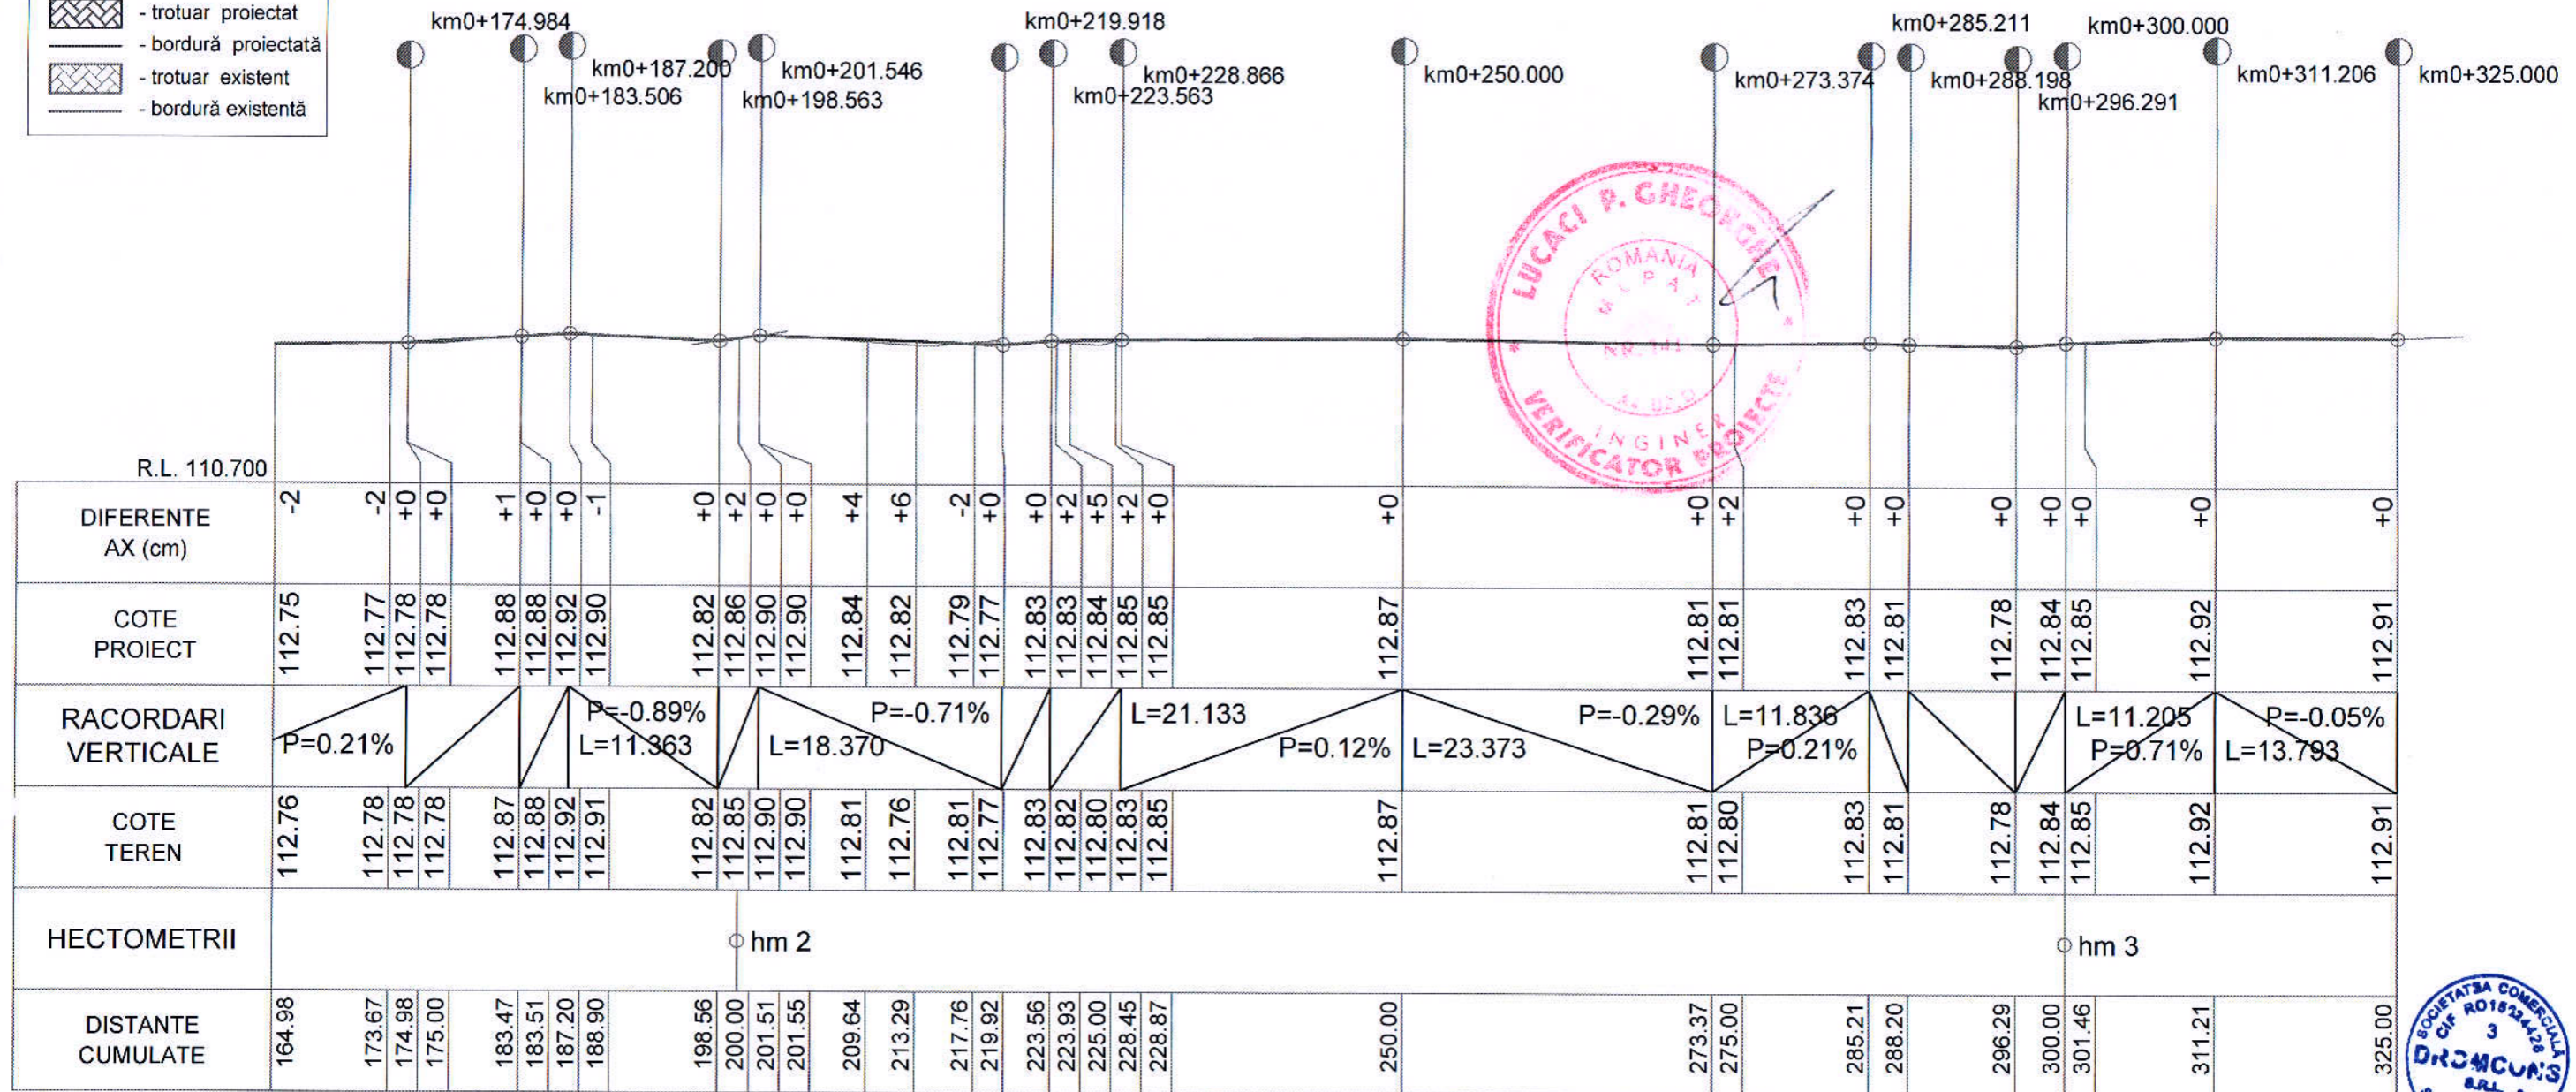 - trotuar proiectat
- bordură proiectată
- trotuar existent
- bordură existentă
km0+174.984
km0+183.506
km0+187.200
km0+198.563
km0+201.546
km0+219.918
km0+223.563
km0+228.866
km0+250.000
km0+273.374
km0+285.211
km0+288.198
km0+296.291
km0+300.000
km0+311.206
km0+325.000
LUCACI P. GHEORGHE
ROMANIA
INGINER
VERIFICATOR PROIECTE
R.L. 110.700
DIFERENTE
AX (cm)
-2 -2 +0 +0 +1 +0 +0 -1 +0 +2 +0 +0 +4 +6 -2 +0 +0 +2 +5 +2 +0 +0 +0 +2 +0 +0 +0 +0 +0 +0 +0
COTE
PROIECT
112.75 112.77 112.78 112.78 112.88 112.88 112.92 112.90 112.82 112.86 112.90 112.90 112.84 112.82 112.79 112.77 112.83 112.83 112.84 112.85 112.85 112.87 112.81 112.81 112.83 112.81 112.78 112.84 112.85 112.92 112.91
RACORDARI
VERTICALE
P=0.21%
P=-0.89%
L=11.363
P=-0.71%
L=18.370
L=21.133
P=0.12%
P=-0.29%
L=23.373
L=11.836
P=0.21%
L=11.205
P=0.71%
P=-0.05%
L=13.793
COTE
TEREN
112.76 112.78 112.78 112.78 112.87 112.88 112.92 112.91 112.82 112.85 112.90 112.90 112.81 112.76 112.81 112.77 112.83 112.82 112.80 112.83 112.85 112.87 112.81 112.80 112.83 112.81 112.78 112.84 112.85 112.92 112.91
HECTOMETRII
hm 2
hm 3
DISTANTE
CUMULATE
164.98 173.67 174.98 175.00 183.47 183.51 187.20 188.90 198.56 200.00 201.51 201.55 209.64 213.29 217.76 219.92 223.56 223.93 225.00 228.45 228.87 250.00 273.37 275.00 285.21 288.20 296.29 300.00 301.46 311.21 325.00
SOCIETATEA COMERCIALĂ
CIF
3
DROMCONS
S.R.L.